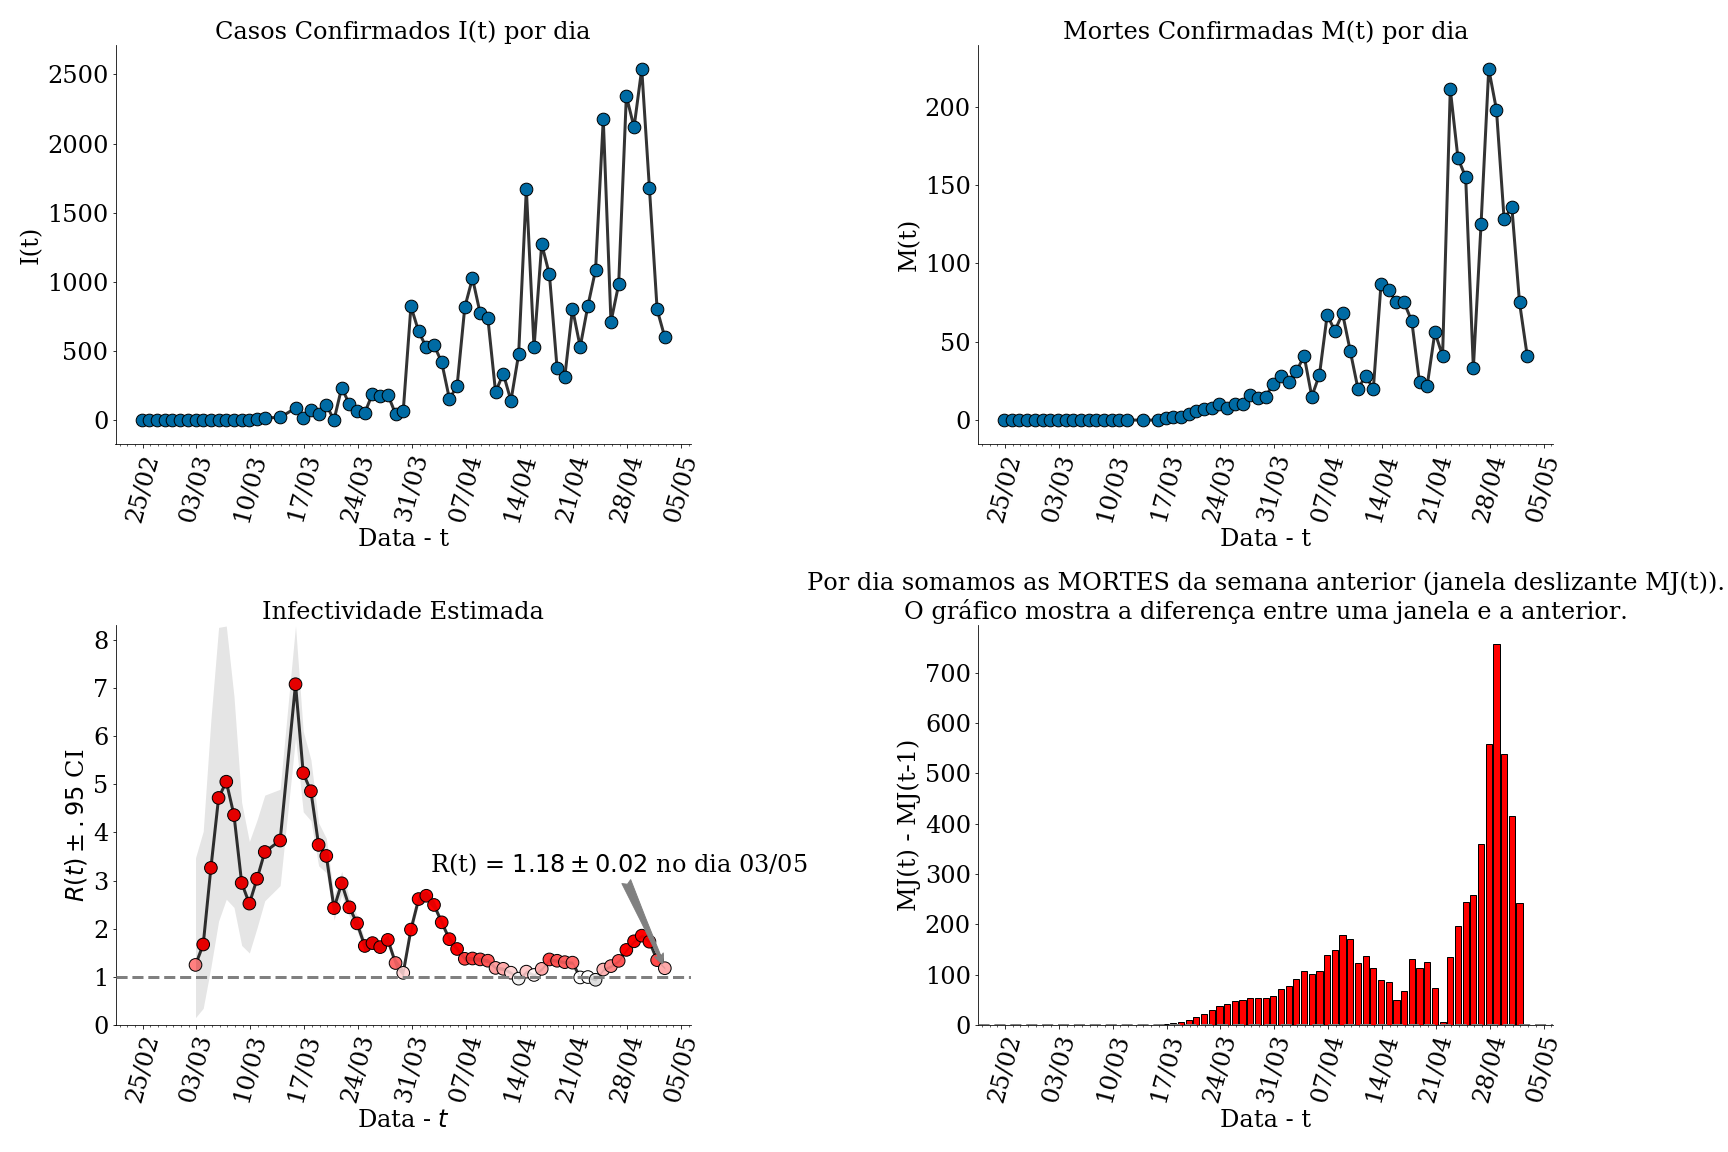 Casos Confirmados I(t) por dia
I(t)
2500
2000
1500
1000
500
0
25/02 03/03 10/03 17/03 24/03 31/03 07/04 14/04 21/04 28/04 05/05
Data - t
Mortes Confirmadas M(t) por dia
M(t)
200
150
100
50
0
25/02 03/03 10/03 17/03 24/03 31/03 07/04 14/04 21/04 28/04 05/05
Data - t
Infectividade Estimada
R(t) ± .95 CI
8
7
6
5
4
3
2
1
0
R(t) = 1.18 ± 0.02 no dia 03/05
25/02 03/03 10/03 17/03 24/03 31/03 07/04 14/04 21/04 28/04 05/05
Data - t
Por dia somamos as MORTES da semana anterior (janela deslizante MJ(t)).
O gráfico mostra a diferença entre uma janela e a anterior.
MJ(t) - MJ(t-1)
700
600
500
400
300
200
100
0
25/02 03/03 10/03 17/03 24/03 31/03 07/04 14/04 21/04 28/04 05/05
Data - t